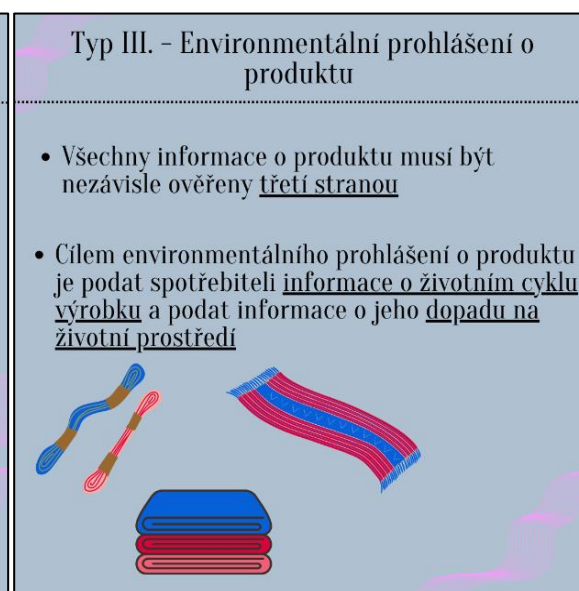 Typ III. - Environmentální prohlášení o
produktu
• Všechny informace o produktu musí být
nezávisle ověřeny třetí stranou
• Cílem environmentálního prohlášení o produktu
je podat spotřebiteli informace o životním cyklu
výrobku a podat informace o jeho dopadu na
životní prostředí